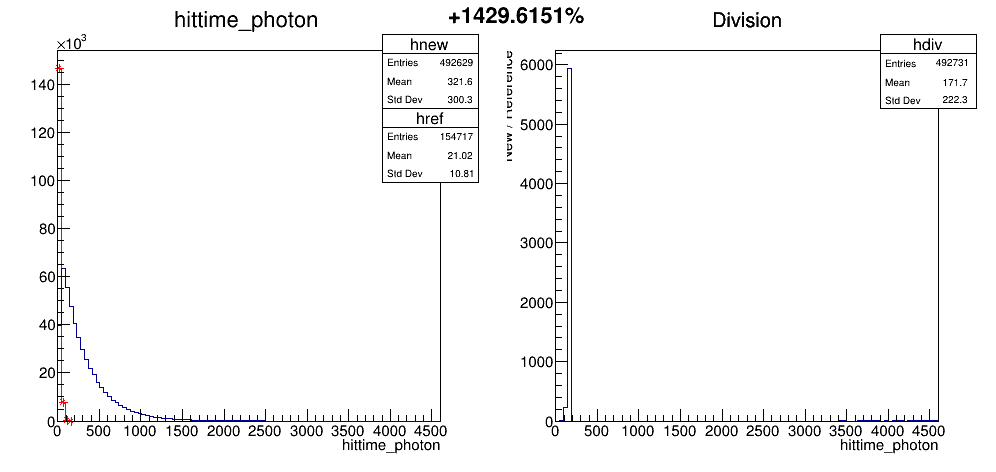 +1429.6151%
hittime_photon
×10³
140
120
100
80
60
40
20
0
0 500 1000 1500 2000 2500 3000 3500 4000 4500
hittime_photon
hnew
Entries 492629
Mean 321.6
Std Dev 300.3
href
Entries 154717
Mean 21.02
Std Dev 10.81
Division
New / Reference
6000
5000
4000
3000
2000
1000
0
0 500 1000 1500 2000 2500 3000 3500 4000 4500
hittime_photon
hdiv
Entries 492731
Mean 171.7
Std Dev 222.3